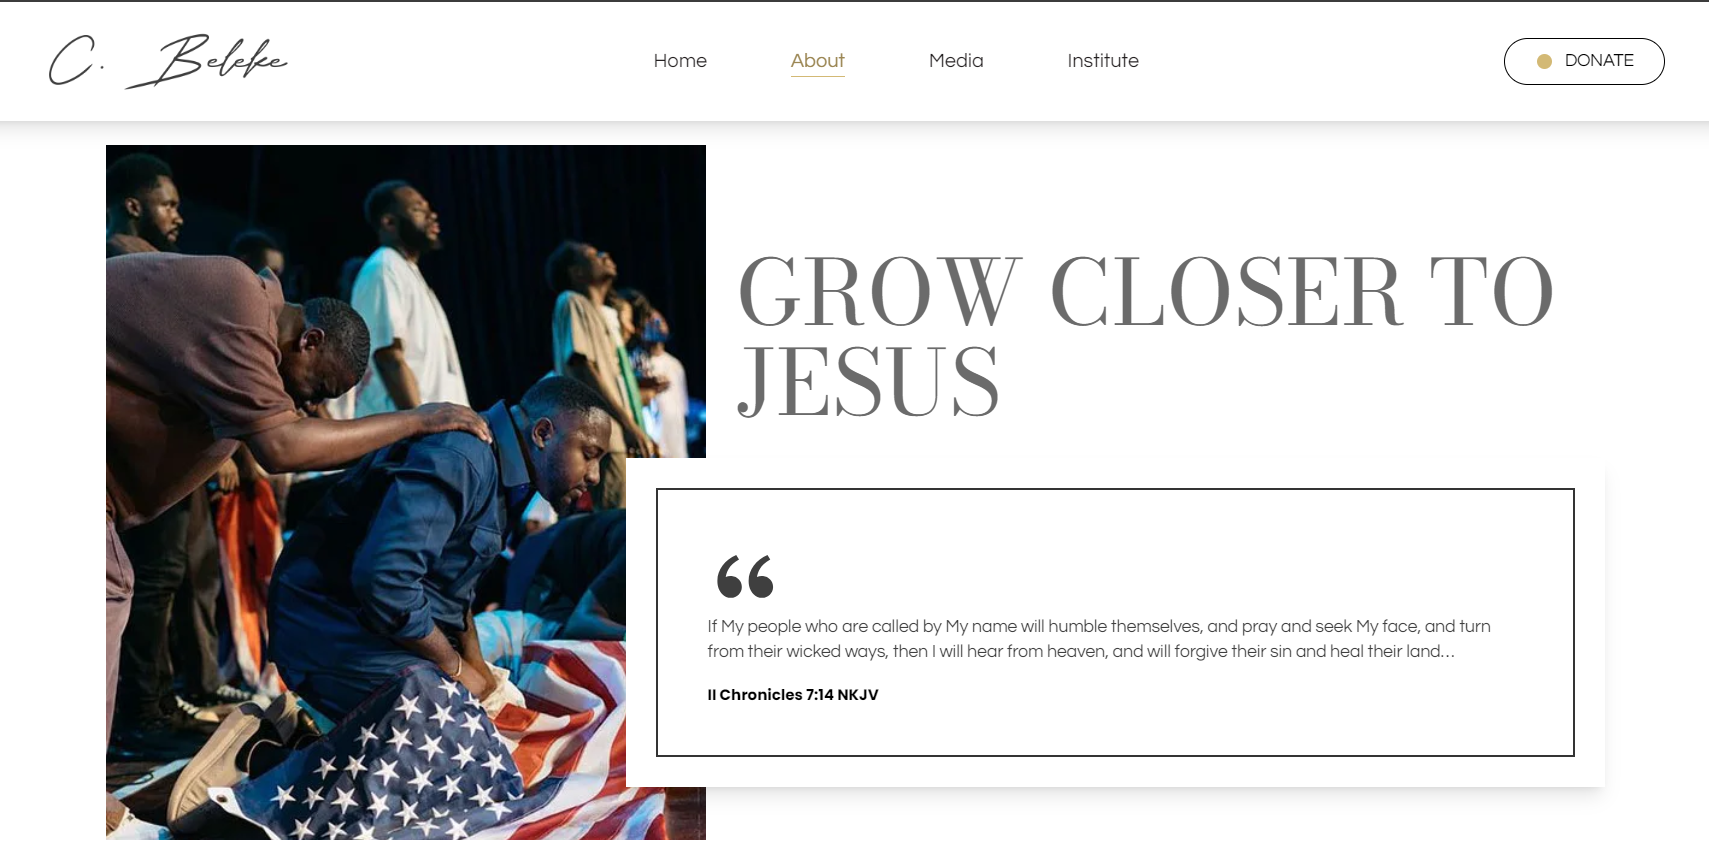 C. Beleke
Home
About
Media
Institute
DONATE
GROW CLOSER TO
JESUS
“
If My people who are called by My name will humble themselves, and pray and seek My face, and turn
from their wicked ways, then I will hear from heaven, and will forgive their sin and heal their land…
II Chronicles 7:14 NKJV